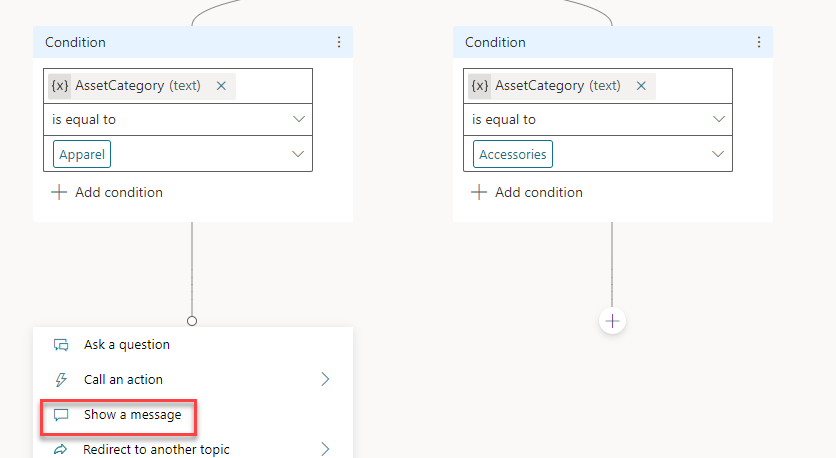 Condition
{x} AssetCategory (text)
is equal to
Apparel
Add condition
Condition
{x} AssetCategory (text)
is equal to
Accessories
Add condition
Ask a question
Call an action
Show a message
Redirect to another topic